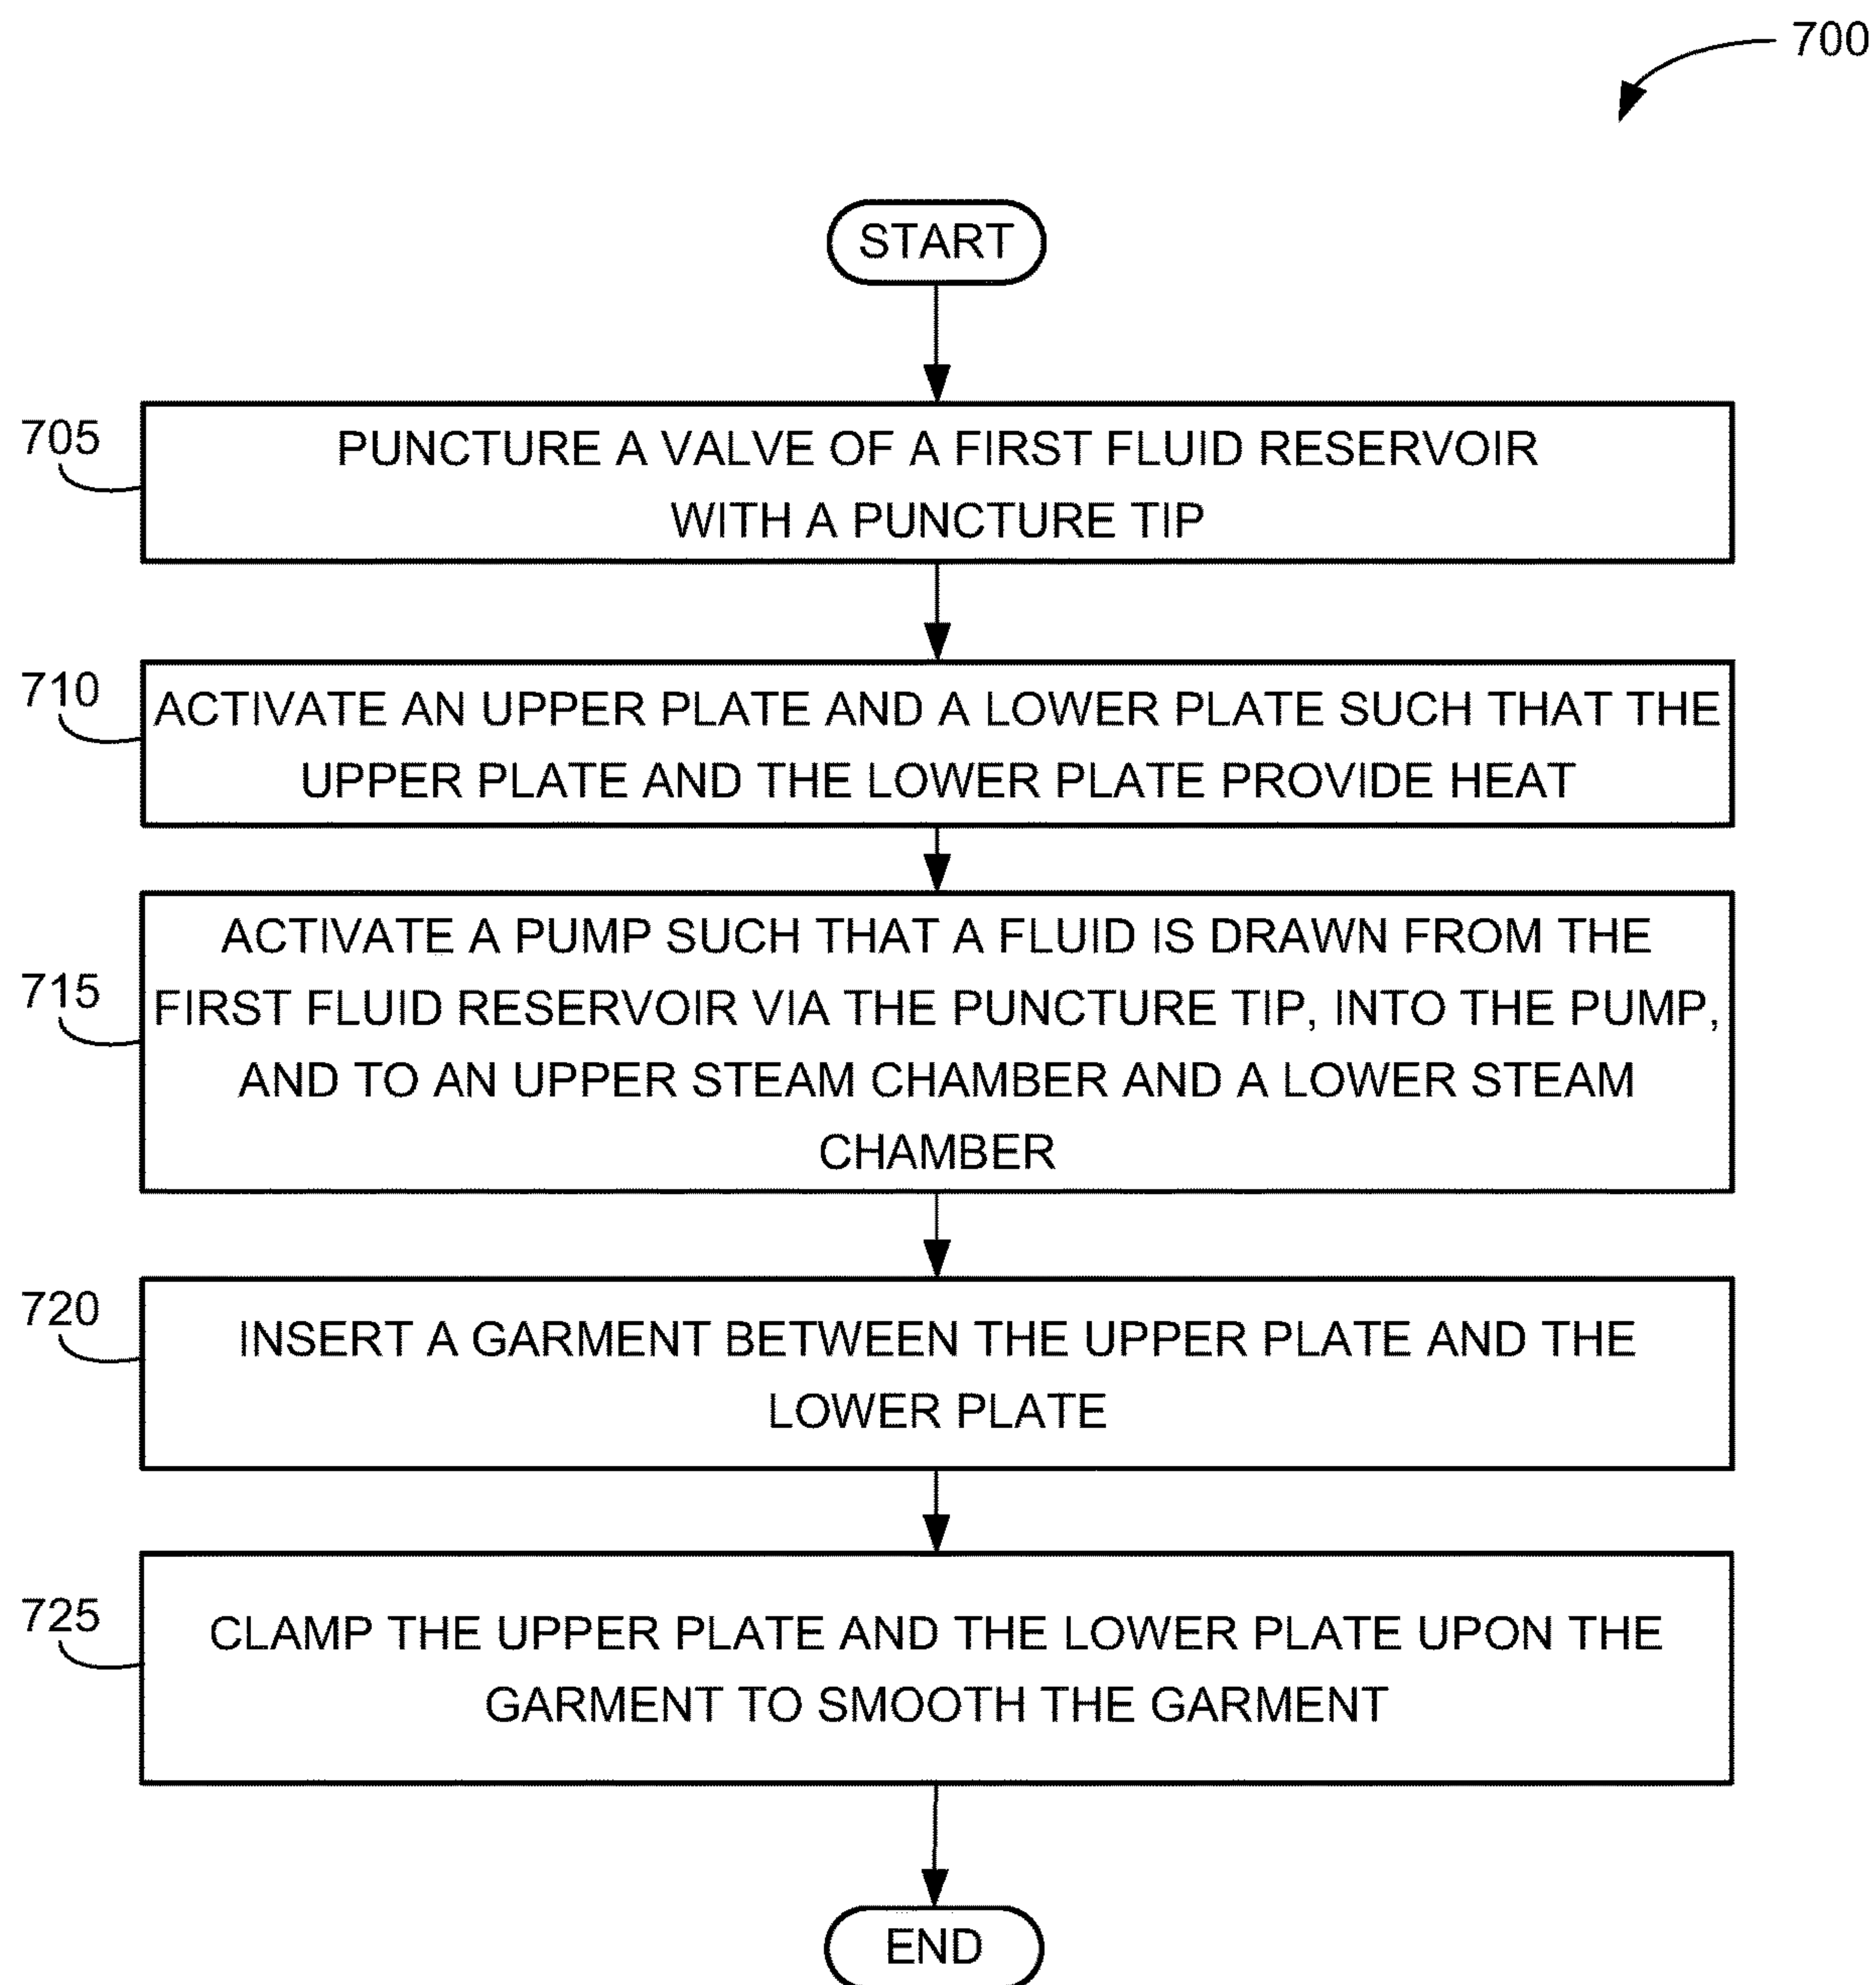 700
START
705
PUNCTURE A VALVE OF A FIRST FLUID RESERVOIR
WITH A PUNCTURE TIP
710
ACTIVATE AN UPPER PLATE AND A LOWER PLATE SUCH THAT THE
UPPER PLATE AND THE LOWER PLATE PROVIDE HEAT
715
ACTIVATE A PUMP SUCH THAT A FLUID IS DRAWN FROM THE
FIRST FLUID RESERVOIR VIA THE PUNCTURE TIP, INTO THE PUMP,
AND TO AN UPPER STEAM CHAMBER AND A LOWER STEAM
CHAMBER
720
INSERT A GARMENT BETWEEN THE UPPER PLATE AND THE
LOWER PLATE
725
CLAMP THE UPPER PLATE AND THE LOWER PLATE UPON THE
GARMENT TO SMOOTH THE GARMENT
END